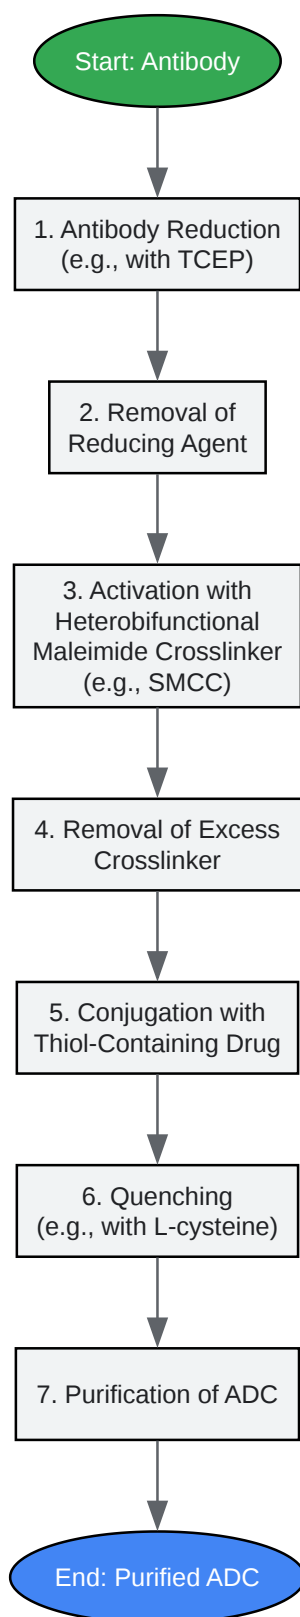 Start: Antibody
1. Antibody Reduction
(e.g., with TCEP)
2. Removal of
Reducing Agent
3. Activation with
Heterobifunctional
Maleimide Crosslinker
(e.g., SMCC)
4. Removal of Excess
Crosslinker
5. Conjugation with
Thiol-Containing Drug
6. Quenching
(e.g., with L-cysteine)
7. Purification of ADC
End: Purified ADC